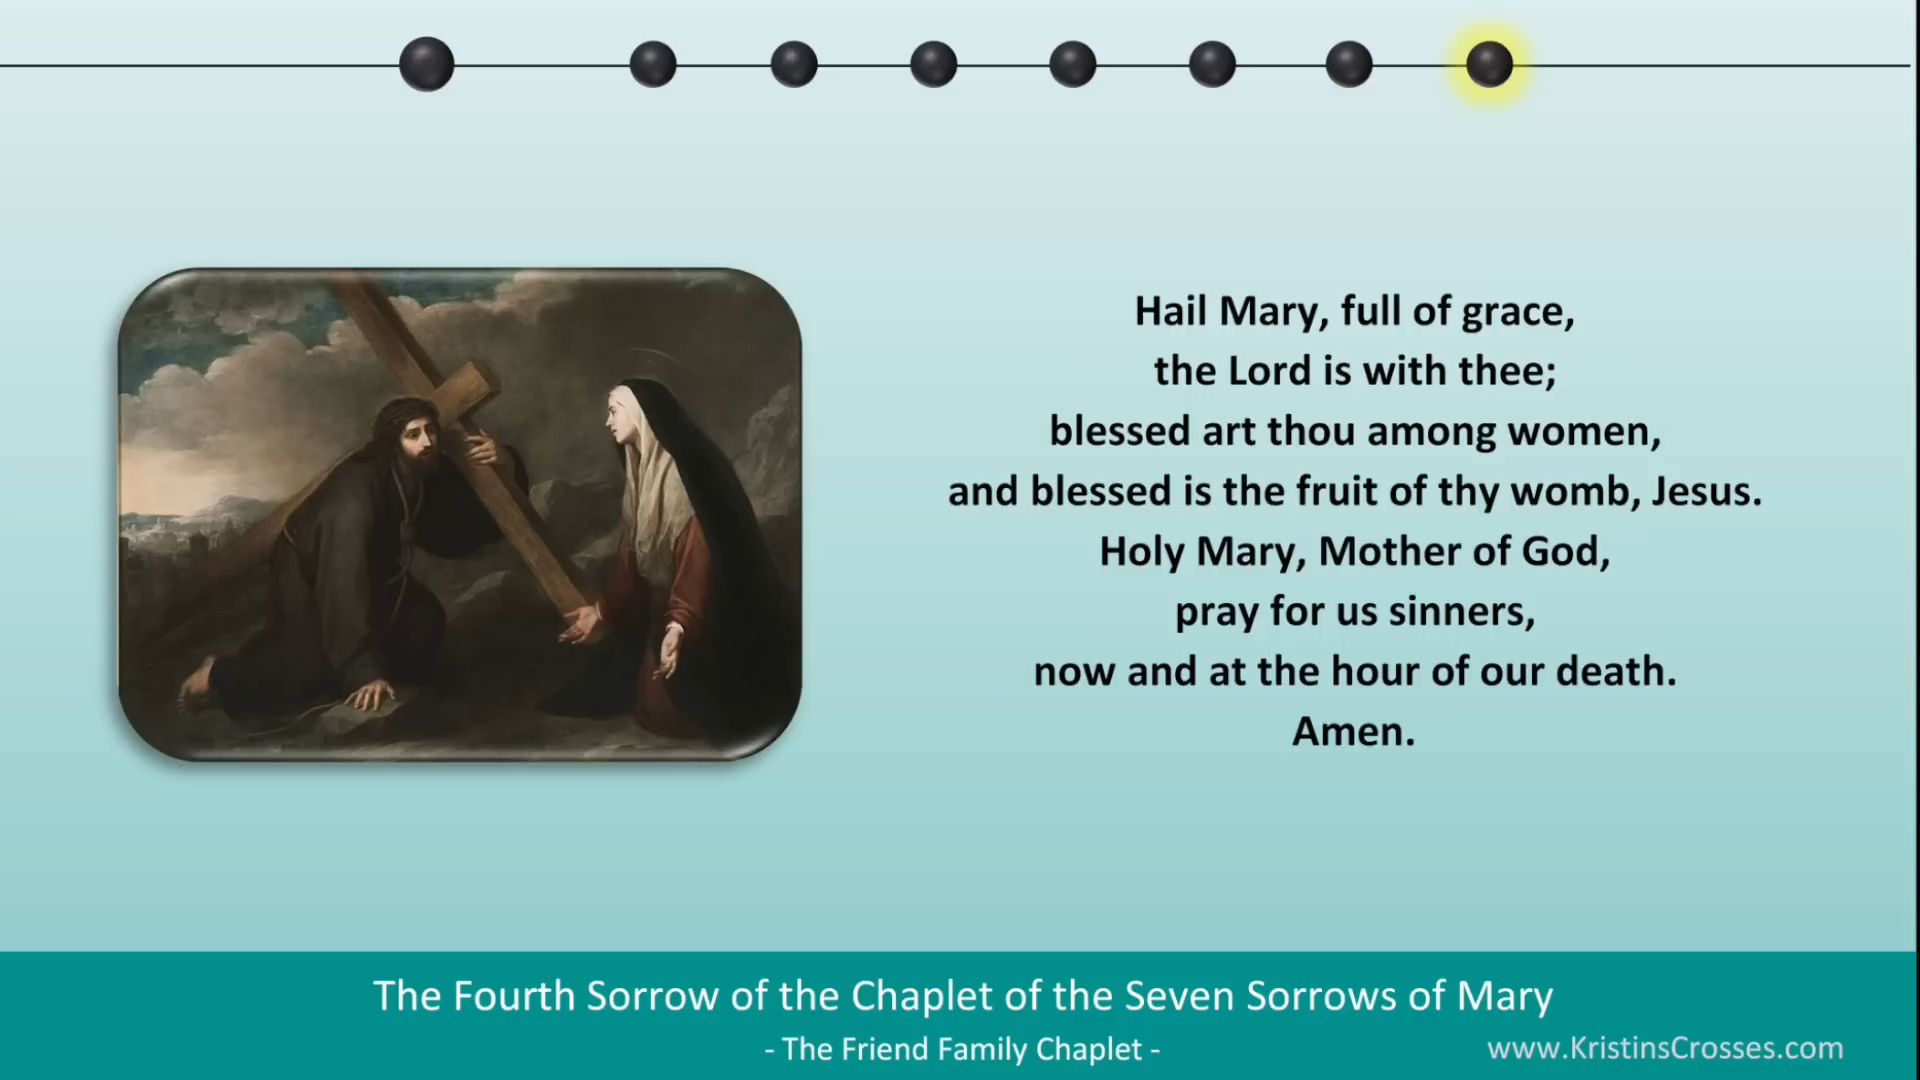 Hail Mary, full of grace,
the Lord is with thee;
blessed art thou among women,
and blessed is the fruit of thy womb, Jesus.
Holy Mary, Mother of God,
pray for us sinners,
now and at the hour of our death.
Amen.
The Fourth Sorrow of the Chaplet of the Seven Sorrows of Mary
- The Friend Family Chaplet -
www.KristinsCrosses.com